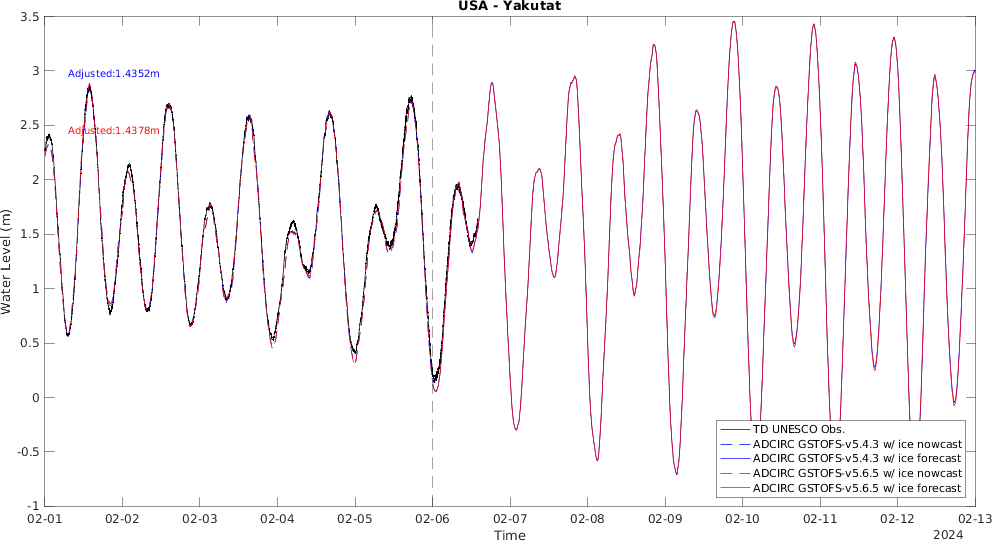 USA - Yakutat
3.5
3
2.5
2
1.5
1
0.5
0
-0.5
-1
Water Level (m)
Adjusted:1.4352m
Adjusted:1.4378m
TD UNESCO Obs.
ADCIRC GSTOFS-v5.4.3 w/ ice nowcast
ADCIRC GSTOFS-v5.4.3 w/ ice forecast
ADCIRC GSTOFS-v5.6.5 w/ ice nowcast
ADCIRC GSTOFS-v5.6.5 w/ ice forecast
02-01 02-02 02-03 02-04 02-05 02-06 02-07 02-08 02-09 02-10 02-11 02-12 02-13
Time
2024